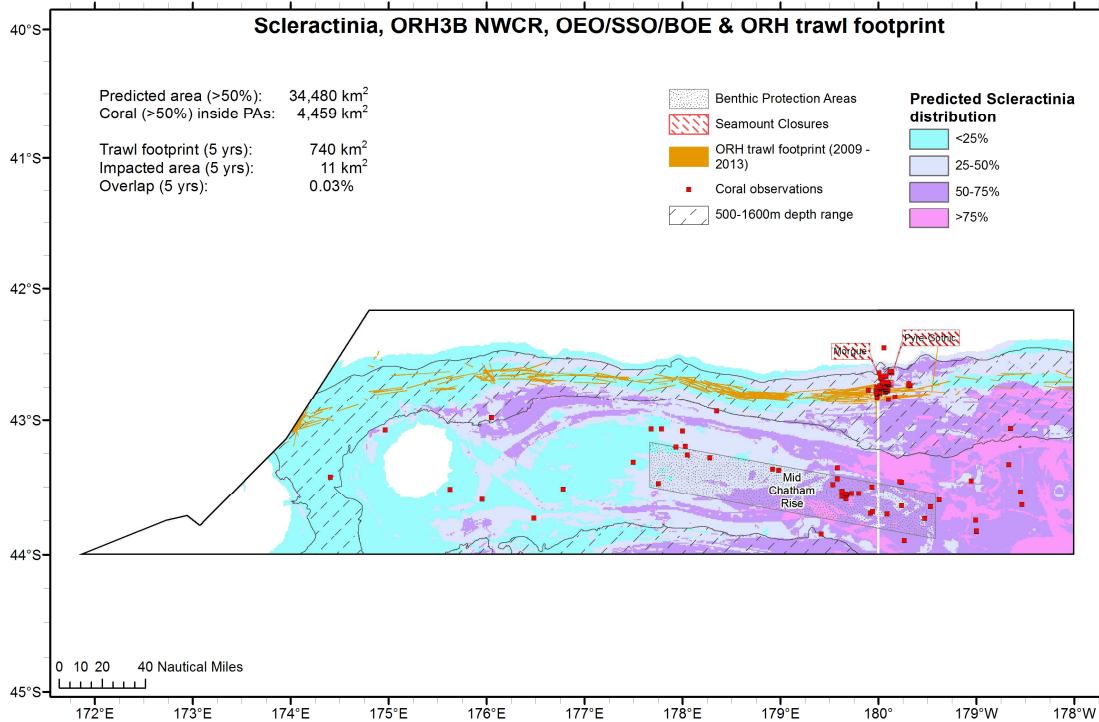 Scleractinia, ORH3B NWCR, OEO/SSO/BOE & ORH trawl footprint
Predicted area (>50%): 34,480 km²
Coral (>50%) inside PAs: 4,459 km²
Trawl footprint (5 yrs): 740 km²
Impacted area (5 yrs): 11 km²
Overlap (5 yrs): 0.03%
Benthic Protection Areas
Seamount Closures
ORH trawl footprint (2009 -
2013)
Coral observations
500-1600m depth range
Predicted Scleractinia
distribution
<25%
25-50%
50-75%
>75%
40°S
41°S
42°S
43°S
44°S
45°S
Morgue
Pyre-Gothic
Mid
Chatham
Rise
0 10 20 40 Nautical Miles
172°E 173°E 174°E 175°E 176°E 177°E 178°E 179°E 180° 179°W 178°W